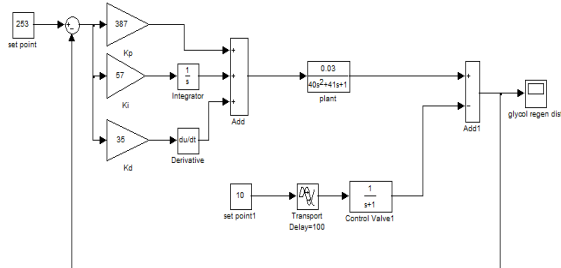 253
set point
+
−
387
Kp
57
Ki
1
s
Integrator
35
Kd
du/dt
Derivative
+
+
+
Add
0.03
40s²+41s+1
plant
+
−
Add1
glycol regen dist
10
set point1
Transport
Delay=100
1
s+1
Control Valve1